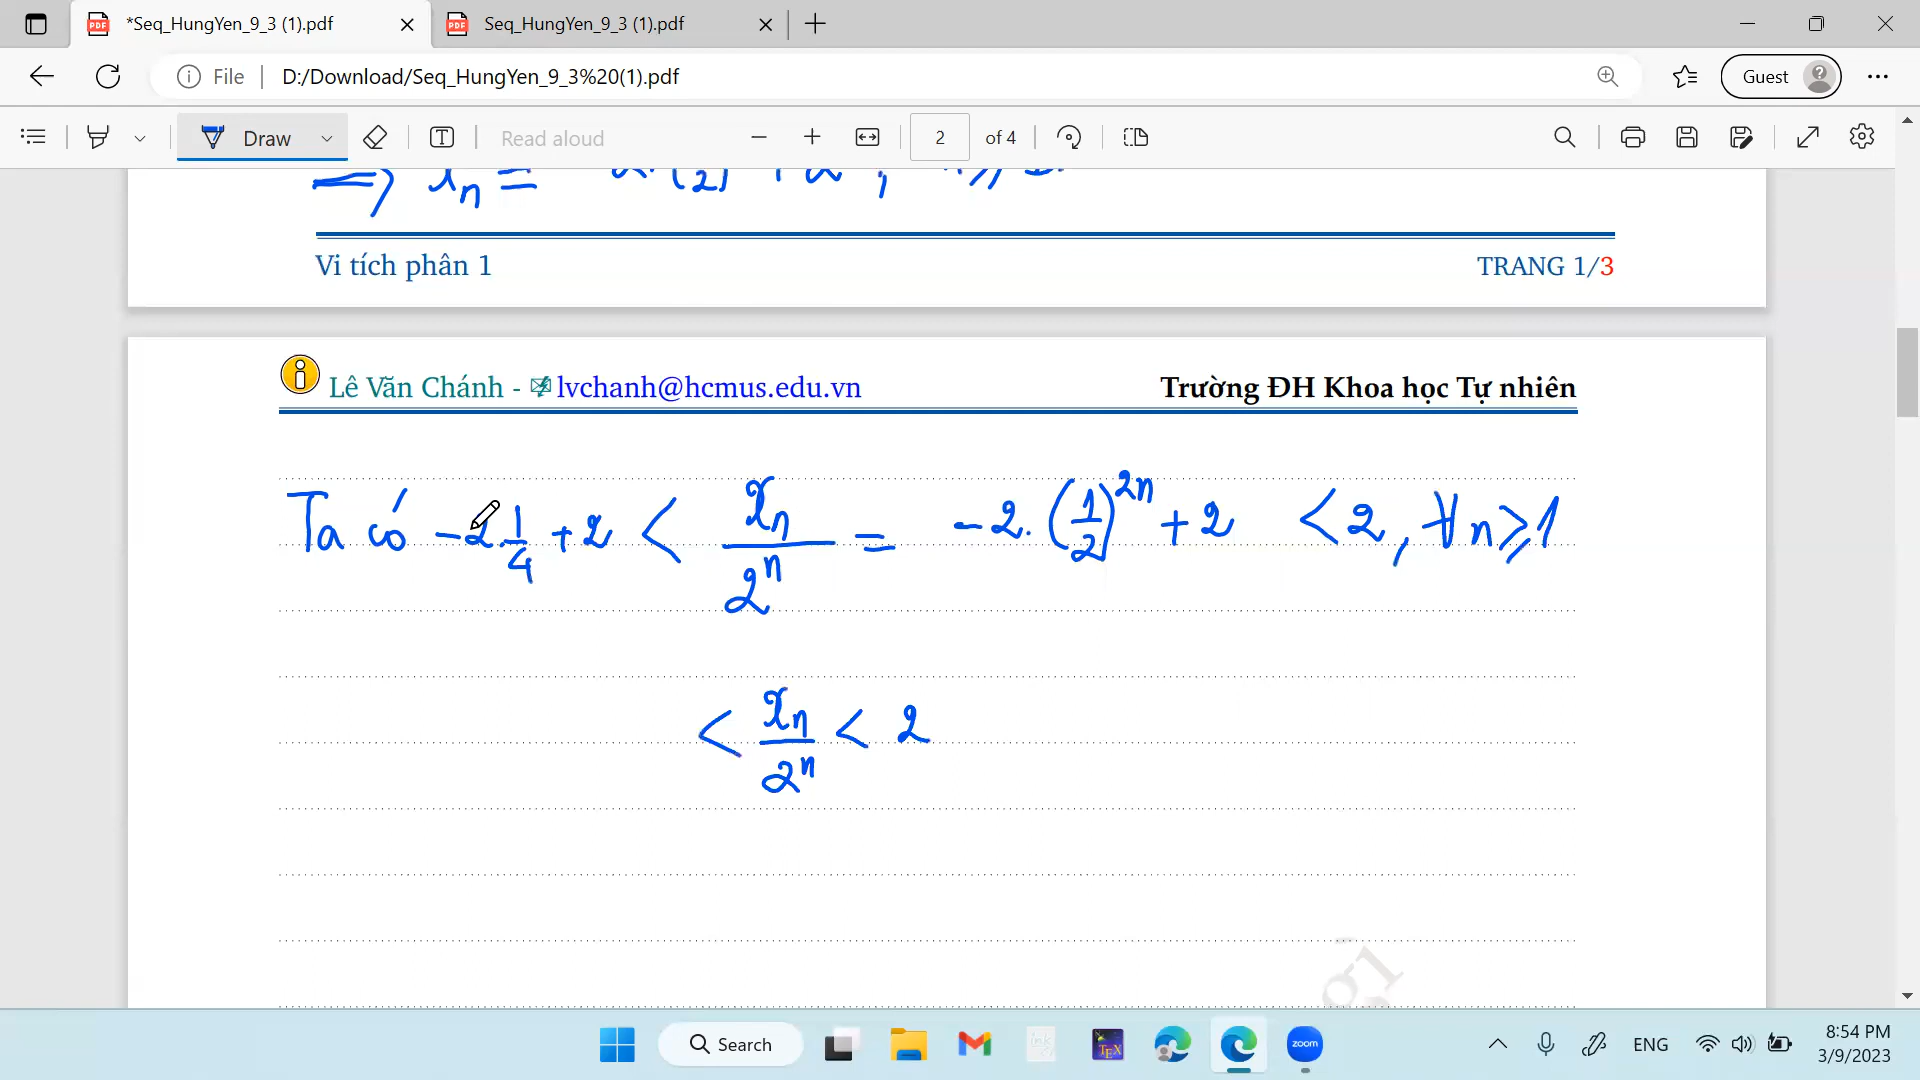 *Seq_HungYen_9_3 (1).pdf
Seq_HungYen_9_3 (1).pdf
File
D:/Download/Seq_HungYen_9_3%20(1).pdf
Guest
Draw
Read aloud
2 of 4
⟹ xₙ =
Vi tích phân 1
TRANG 1/3
Lê Văn Chánh - lvchanh@hcmus.edu.vn
Trường ĐH Khoa học Tự nhiên
Ta có -2.1/4 + 2 < xₙ/2ⁿ = -2.(1/2)²ⁿ + 2 < 2, ∀n ⩾ 1
< xₙ/2ⁿ < 2
Search
ENG
8:54 PM
3/9/2023